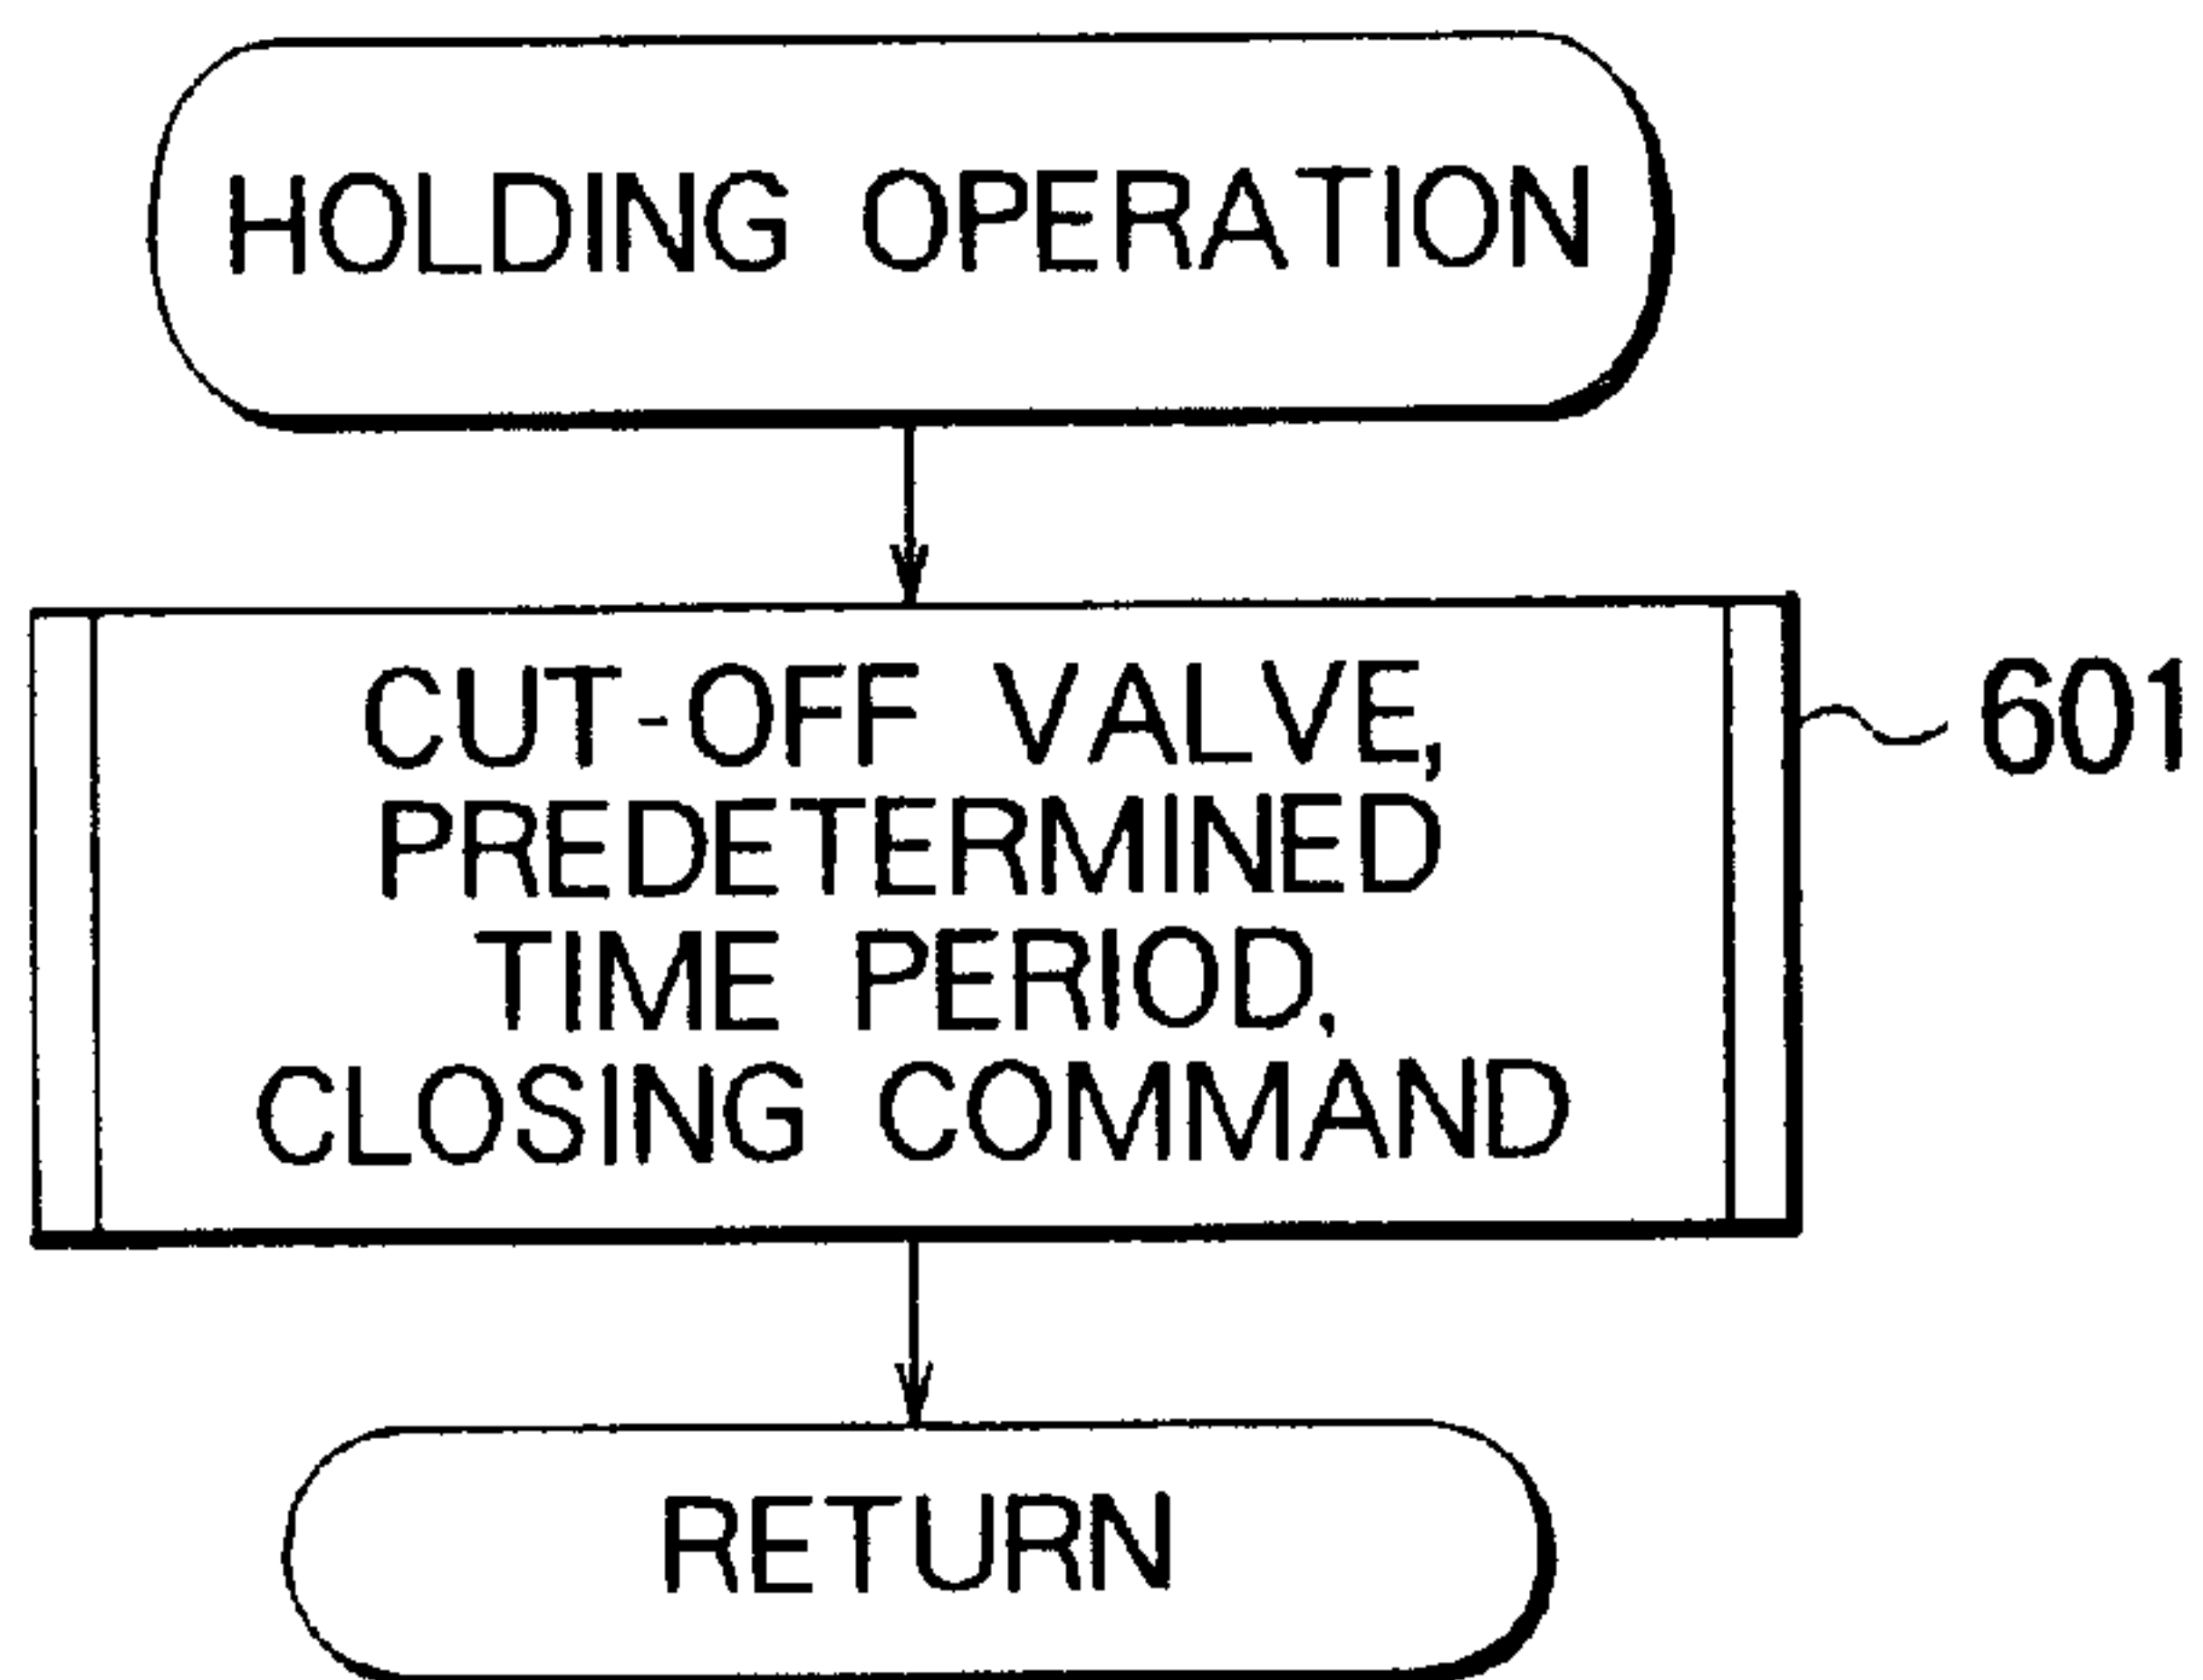 HOLDING OPERATION
CUT-OFF VALVE,
601
PREDETERMINED
TIME PERIOD,
CLOSING COMMAND
RETURN